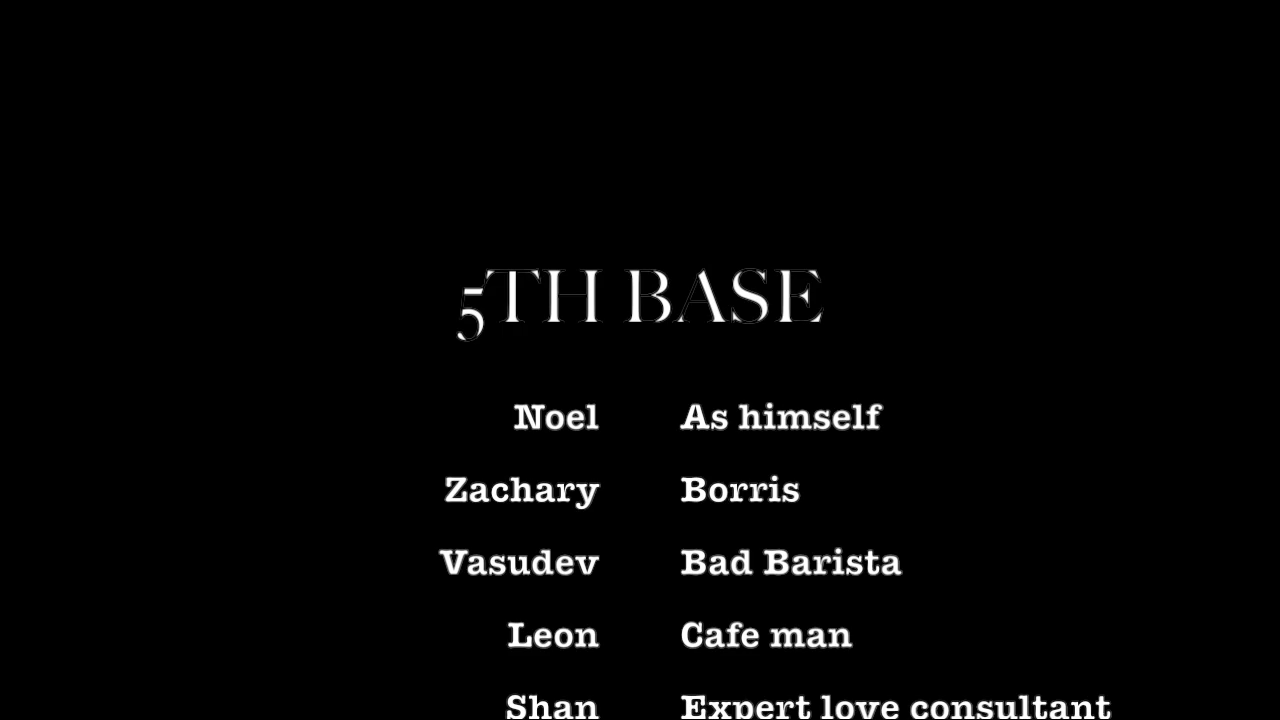 5TH BASE
Noel As himself
Zachary Borris
Vasudev Bad Barista
Leon Cafe man
Shan Expert love consultant